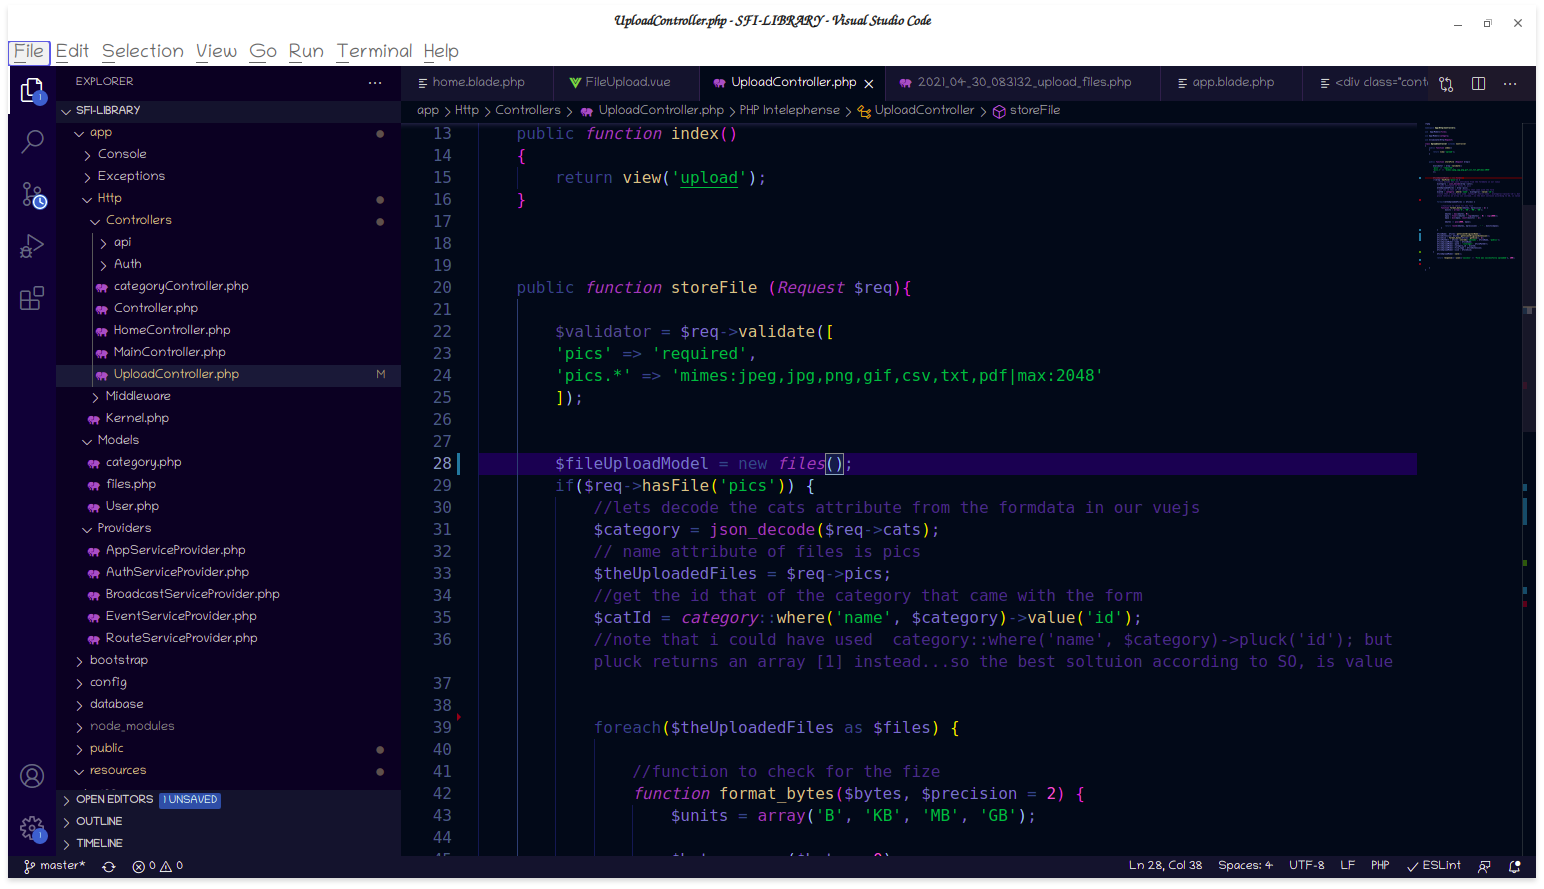 UploadController.php - SFI-LIBRARY - Visual Studio Code
File Edit Selection View Go Run Terminal Help
EXPLORER
home.blade.php FileUpload.vue UploadController.php 2021_04_30_083132_upload_files.php app.blade.php <div class="cont
SFI-LIBRARY
app > Http > Controllers > UploadController.php > PHP Intelephense > UploadController > storeFile
app
Console
Exceptions
Http
Controllers
api
Auth
categoryController.php
Controller.php
HomeController.php
MainController.php
UploadController.php M
Middleware
Kernel.php
Models
category.php
files.php
User.php
Providers
AppServiceProvider.php
AuthServiceProvider.php
BroadcastServiceProvider.php
EventServiceProvider.php
RouteServiceProvider.php
bootstrap
config
database
node_modules
public
resources
OPEN EDITORS 1 UNSAVED
OUTLINE
TIMELINE
13 public function index()
14 {
15 return view('upload');
16 }
17
18
19
20 public function storeFile (Request $req){
21
22 $validator = $req->validate([
23 'pics' => 'required',
24 'pics.*' => 'mimes:jpeg,jpg,png,gif,csv,txt,pdf|max:2048'
25 ]);
26
27
28 $fileUploadModel = new files();
29 if($req->hasFile('pics')) {
30 //lets decode the cats attribute from the formdata in our vuejs
31 $category = json_decode($req->cats);
32 // name attribute of files is pics
33 $theUploadedFiles = $req->pics;
34 //get the id that of the category that came with the form
35 $catId = category::where('name', $category)->value('id');
36 //note that i could have used  category::where('name', $category)->pluck('id'); but
pluck returns an array [1] instead...so the best soltuion according to SO, is value
37
38
39 foreach($theUploadedFiles as $files) {
40
41 //function to check for the fize
42 function format_bytes($bytes, $precision = 2) {
43 $units = array('B', 'KB', 'MB', 'GB');
44
1
1
master* 0 0 Ln 28, Col 38 Spaces: 4 UTF-8 LF PHP ESLint